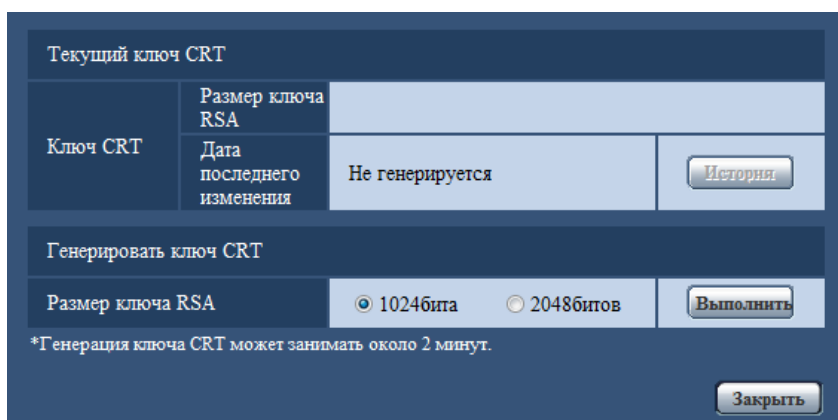 Текущий ключ CRT
Ключ CRT
Размер ключа
RSA
Дата
последнего
изменения
Не генерируется
История
Генерировать ключ CRT
Размер ключа RSA
1024бита
2048битов
Выполнить
*Генерация ключа CRT может занимать около 2 минут.
Закрыть